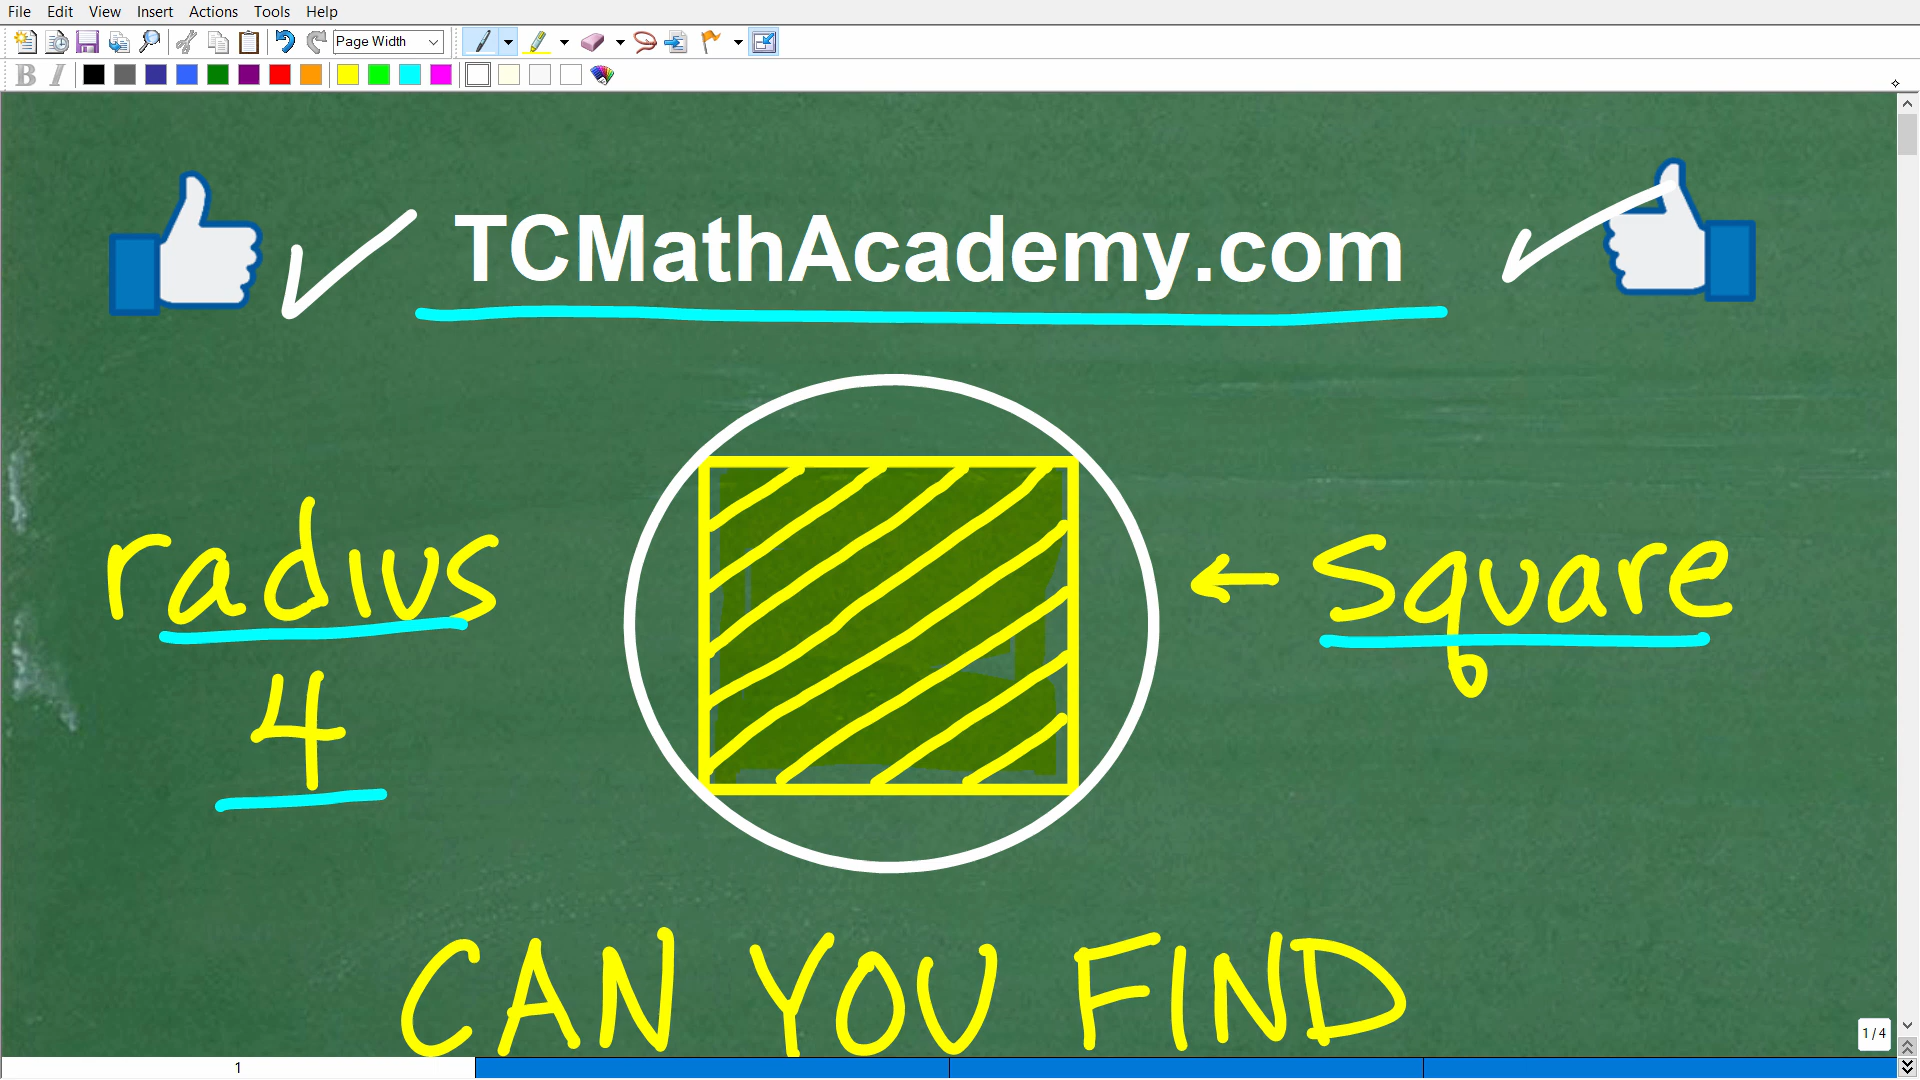 File Edit View Insert Actions Tools Help
Page Width
B I
TCMathAcademy.com
radius
4
← square
CAN YOU FIND
1 / 4
1